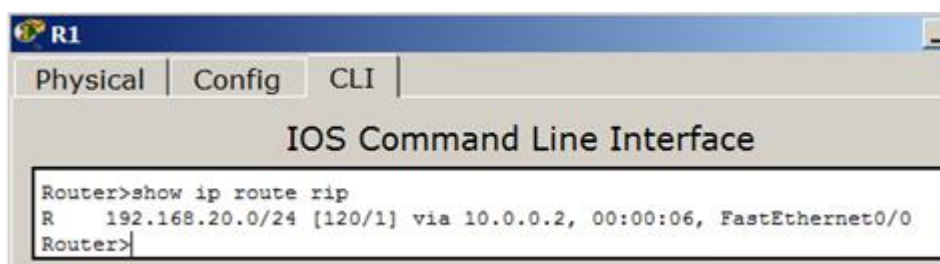 R1
Physical Config CLI
IOS Command Line Interface
Router>show ip route rip
R 192.168.20.0/24 [120/1] via 10.0.0.2, 00:00:06, FastEthernet0/0
Router>